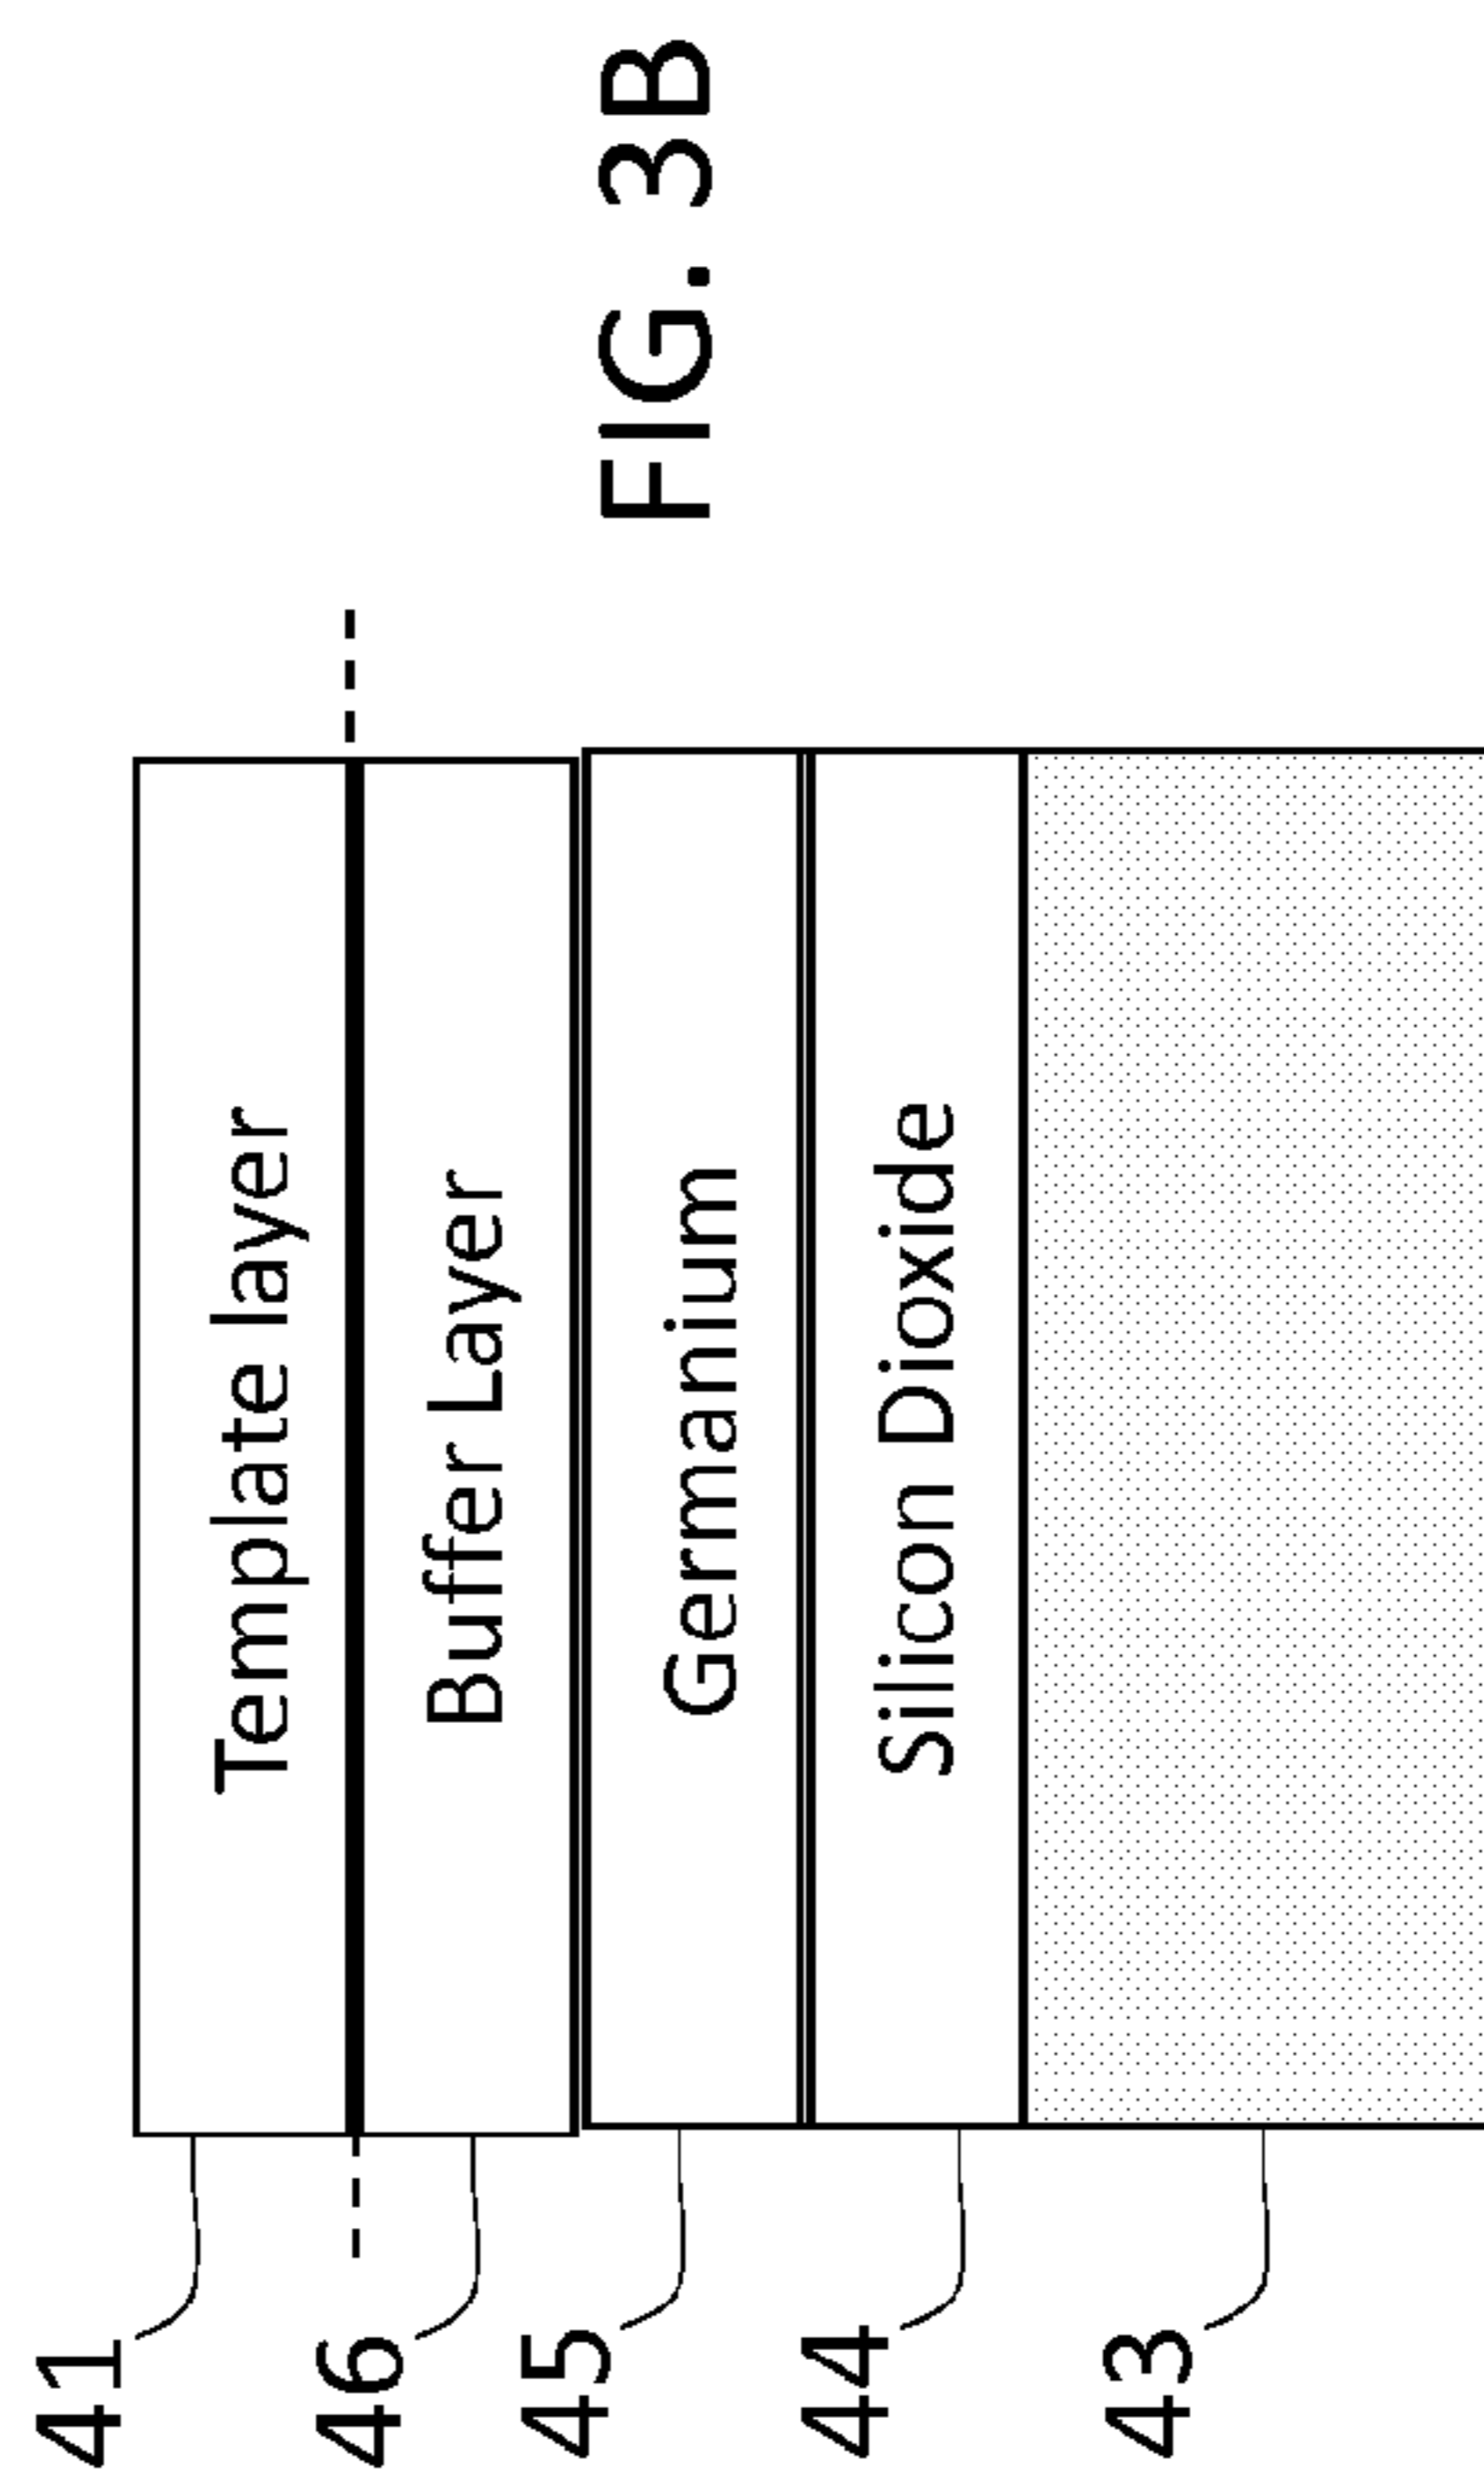 41
Template layer
46
Buffer Layer
45
Germanium
44
Silicon Dioxide
43
FIG. 3B